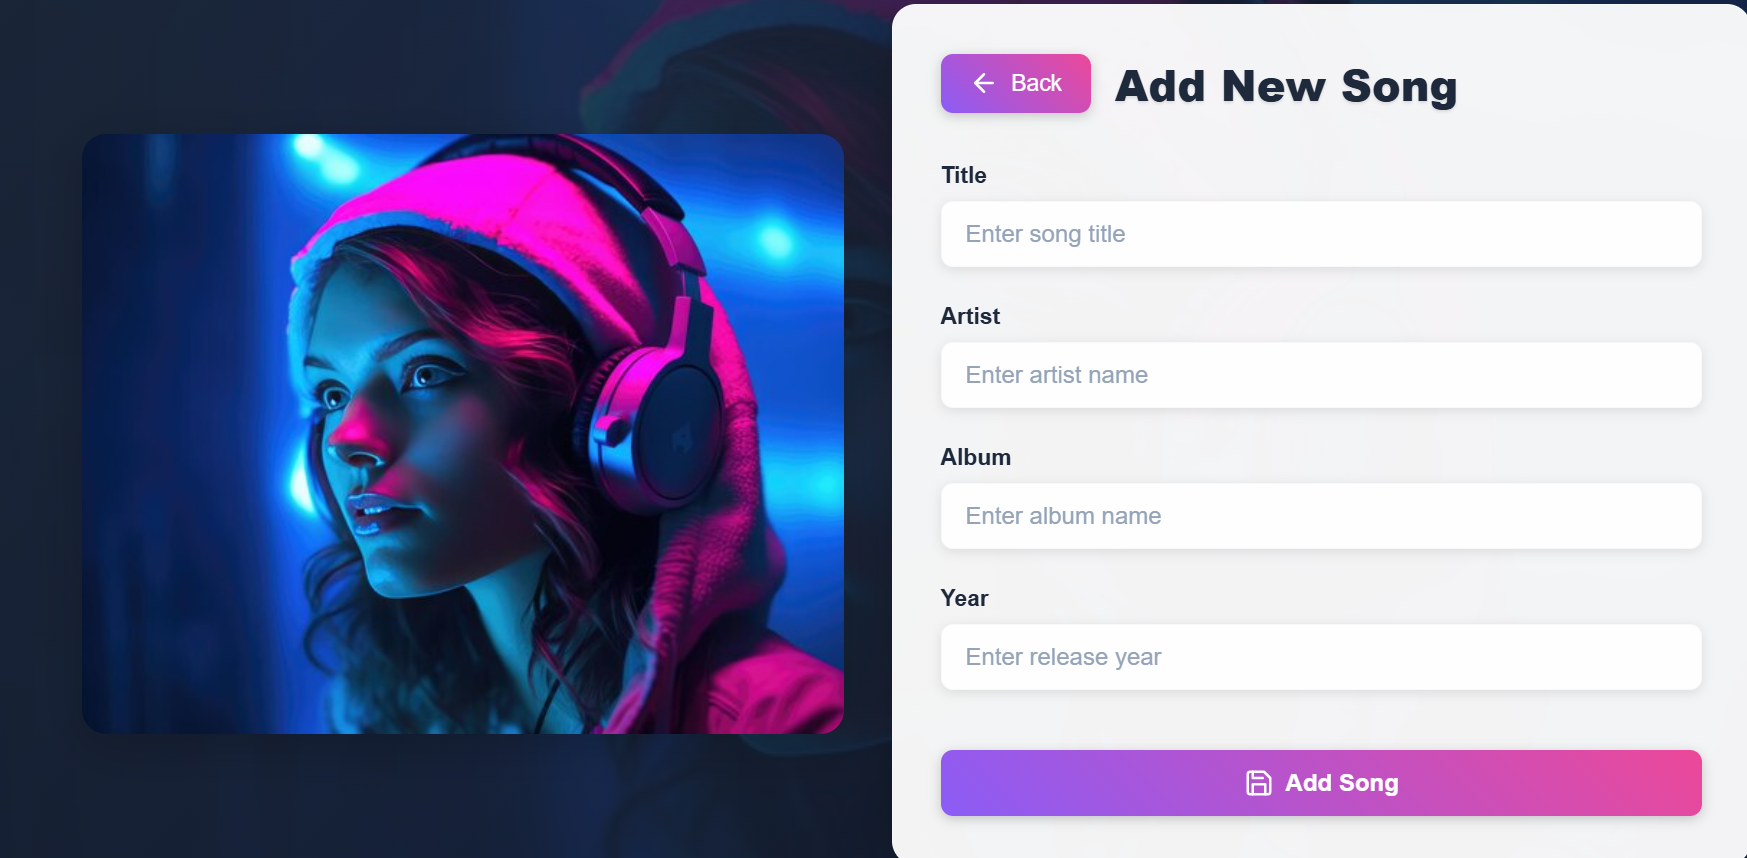 Back
Add New Song
Title
Enter song title
Artist
Enter artist name
Album
Enter album name
Year
Enter release year
Add Song